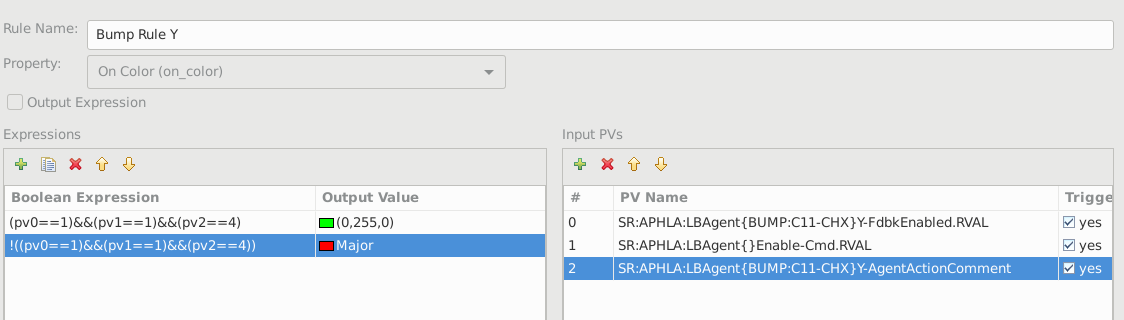 Rule Name: Bump Rule Y
Property: On Color (on_color)
Output Expression
Expressions
Boolean Expression Output Value
(pv0==1)&&(pv1==1)&&(pv2==4) (0,255,0)
!((pv0==1)&&(pv1==1)&&(pv2==4)) Major
Input PVs
# PV Name Trigge
0 SR:APHLA:LBAgent{BUMP:C11-CHX}Y-FdbkEnabled.RVAL yes
1 SR:APHLA:LBAgent{}Enable-Cmd.RVAL yes
2 SR:APHLA:LBAgent{BUMP:C11-CHX}Y-AgentActionComment yes